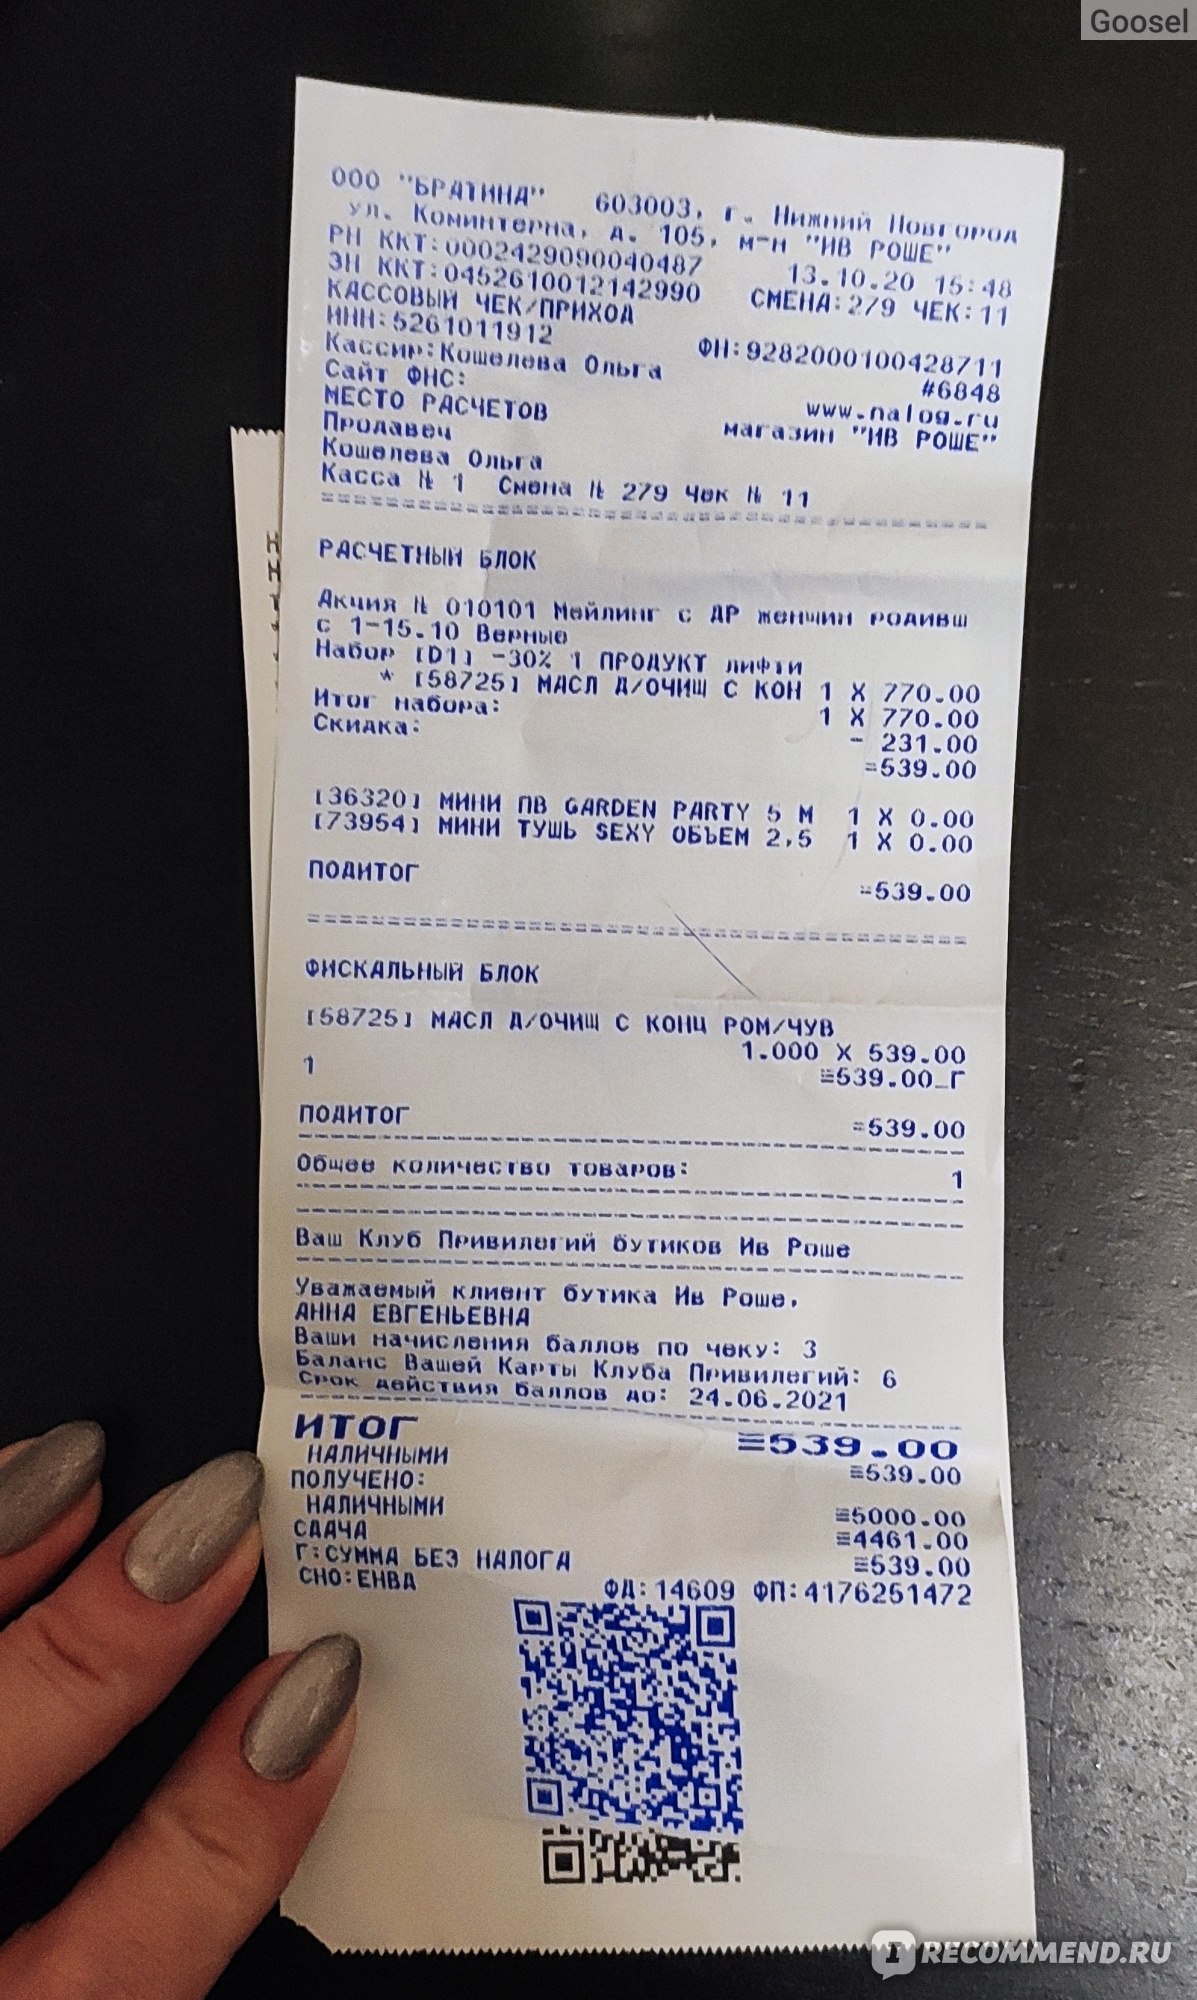 Goosel
ООО "БРАТИНА" 603003, г. Нижний Новгород
ул. Коминтерна, д. 105, м-н "ИВ РОШЕ"
РН ККТ:0002429090040487 13.10.20 15:48
ЗН ККТ:0452610012142990 СМЕНА:279 ЧЕК:11
КАССОВЫЙ ЧЕК/ПРИХОД
ИНН:5261011912 ФН:9282000100428711
Кассир:Кошелева Ольга #6848
Сайт ФНС: www.nalog.ru
МЕСТО РАСЧЕТОВ магазин "ИВ РОШЕ"
Продавец
Кошелева Ольга
Касса № 1 Смена № 279 Чек № 11
РАСЧЕТНЫЙ БЛОК
Акция № 010101 Мейлинг с ДР женщин родивш
с 1-15.10 Верные
Набор [D1] -30% 1 ПРОДУКТ лифти
* [58725] МАСЛ Д/ОЧИЩ С КОН 1 X 770.00
Итог набора: 1 X 770.00
Скидка: - 231.00
=539.00
[36320] МИНИ ПВ GARDEN PARTY 5 М 1 X 0.00
[73954] МИНИ ТУШЬ SEXY ОБЪЕМ 2,5 1 X 0.00
ПОДИТОГ =539.00
ФИСКАЛЬНЫЙ БЛОК
[58725] МАСЛ Д/ОЧИЩ С КОНЦ РОМ/ЧУВ
1.000 X 539.00
1 ≡539.00_Г
ПОДИТОГ =539.00
Общее количество товаров: 1
Ваш Клуб Привилегий бутиков Ив Роше
Уважаемый клиент бутика Ив Роше,
АННА ЕВГЕНЬЕВНА
Ваши начисления баллов по чеку: 3
Баланс Вашей Карты Клуба Привилегий: 6
Срок действия баллов до: 24.06.2021
ИТОГ ≡539.00
НАЛИЧНЫМИ ≡539.00
ПОЛУЧЕНО:
НАЛИЧНЫМИ ≡5000.00
СДАЧА ≡4461.00
Г:СУММА БЕЗ НАЛОГА ≡539.00
СНО:ЕНВД ФД:14609 ФП:4176251472
IRECOMMEND.RU